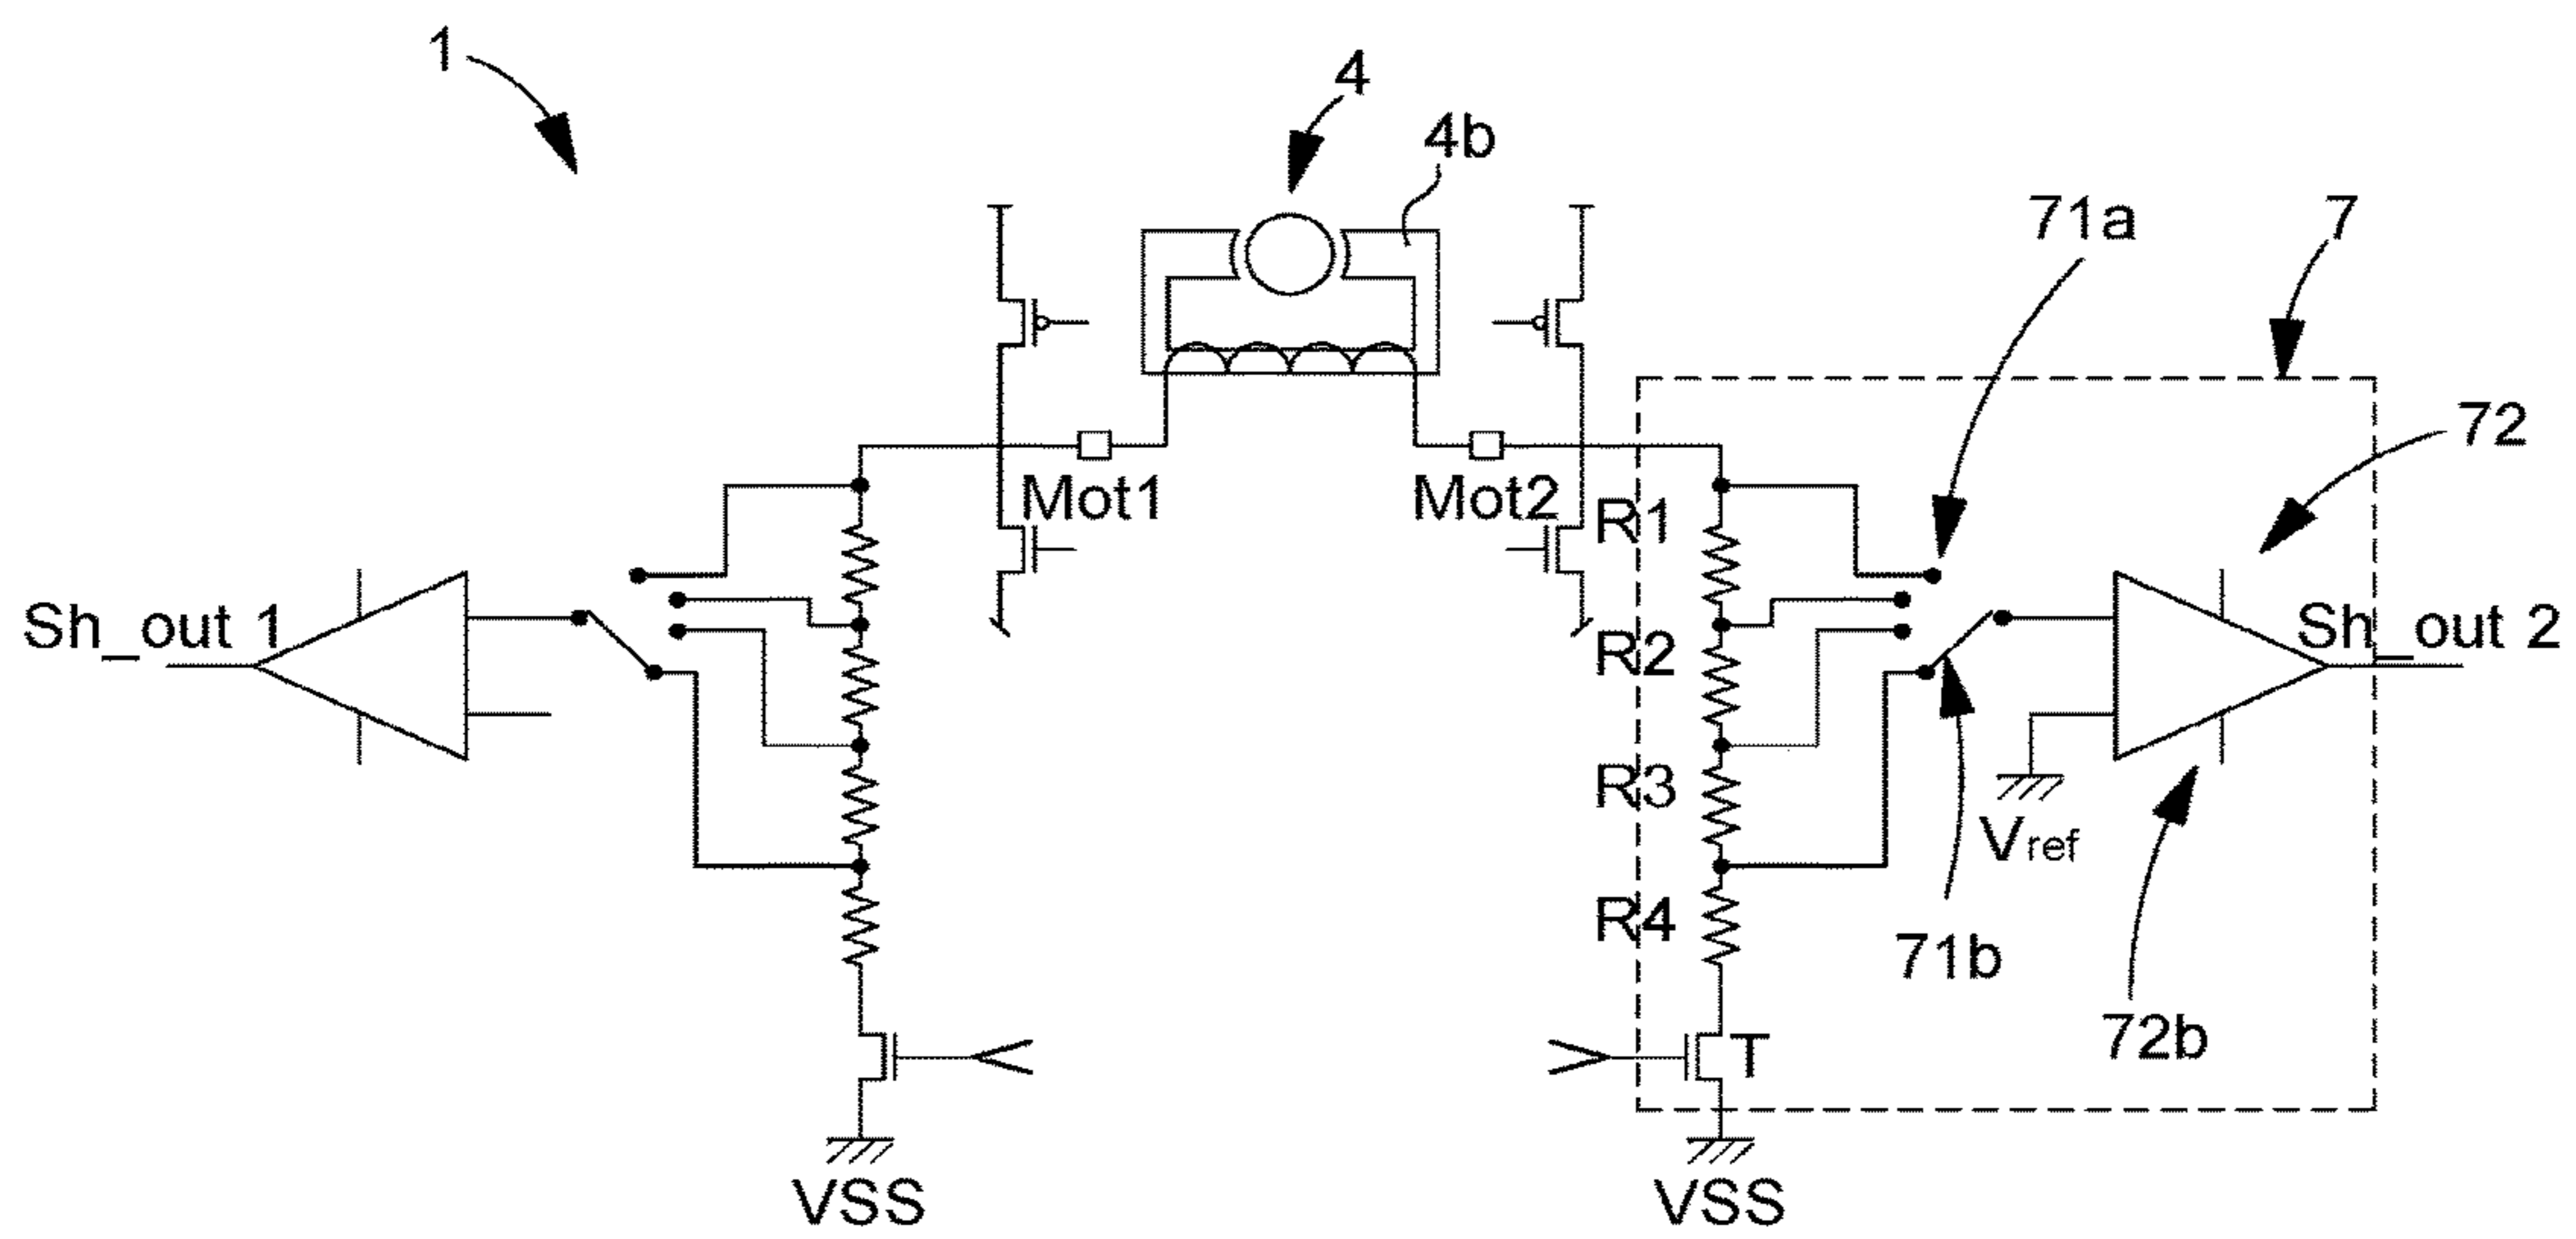 1
4
4b
71a
7
72
Mot1
Mot2
R1
Sh_out 1
R2
Sh_out 2
R3
Vref
R4
71b
72b
T
VSS
VSS